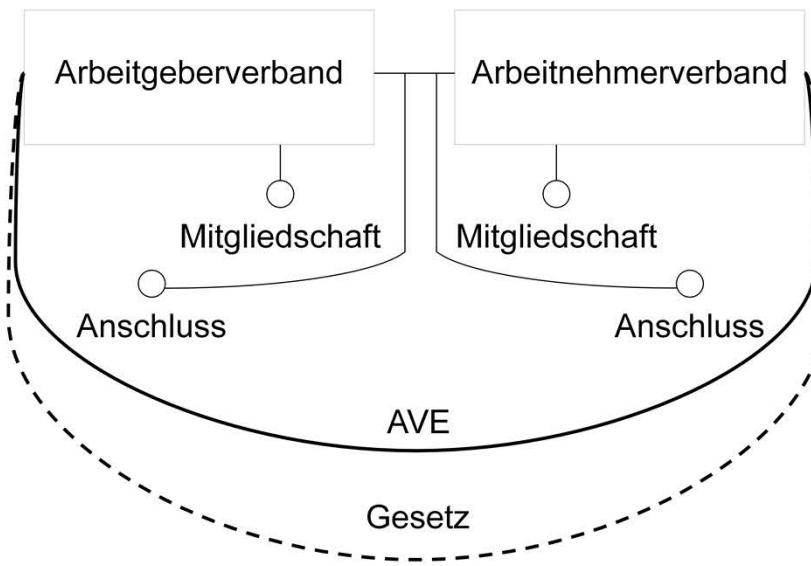 Arbeitgeberverband
Arbeitnehmerverband
Mitgliedschaft
Mitgliedschaft
Anschluss
Anschluss
AVE
Gesetz